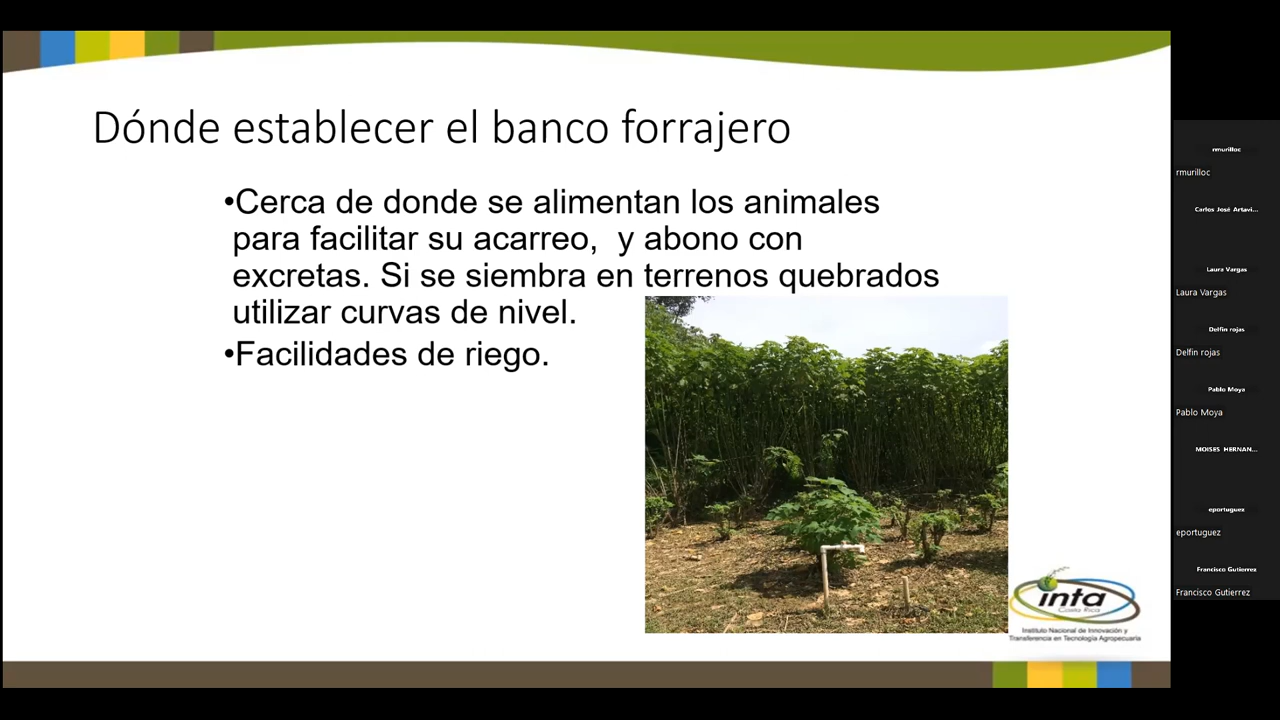 Dónde establecer el banco forrajero
•Cerca de donde se alimentan los animales
para facilitar su acarreo,  y abono con
excretas. Si se siembra en terrenos quebrados
utilizar curvas de nivel.
•Facilidades de riego.
inta
Costa Rica
Instituto Nacional de Innovación y
Transferencia en Tecnología Agropecuaria
rmurilloc
rmurilloc
Carlos José Artavi...
Laura Vargas
Laura Vargas
Delfin rojas
Delfin rojas
Pablo Moya
Pablo Moya
MOISES HERNAN...
eportuguez
eportuguez
Francisco Gutierrez
Francisco Gutierrez